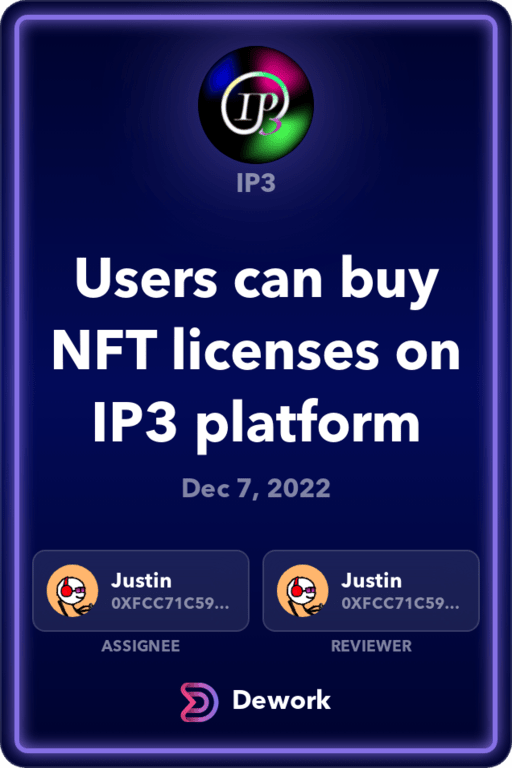 IP3
IP3
Users can buy
NFT licenses on
IP3 platform
Dec 7, 2022
Justin
0XFCC71C59...
Justin
0XFCC71C59...
ASSIGNEE
REVIEWER
Dework